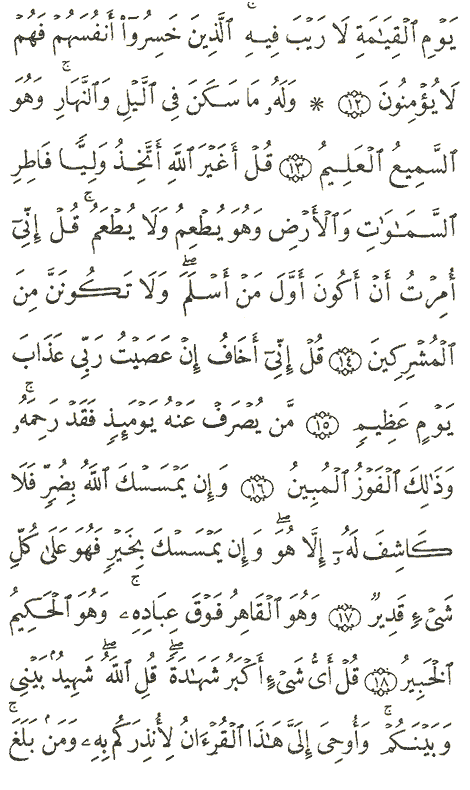 يَوْمِ ٱلْقِيَٰمَةِ لَا رَيْبَ فِيهِ ۚ ٱلَّذِينَ خَسِرُوٓا۟ أَنفُسَهُمْ فَهُمْ
لَا يُؤْمِنُونَ ﴿١٢﴾ * وَلَهُۥ مَا سَكَنَ فِى ٱلَّيْلِ وَٱلنَّهَارِ ۚ وَهُوَ
ٱلسَّمِيعُ ٱلْعَلِيمُ ﴿١٣﴾ قُلْ أَغَيْرَ ٱللَّهِ أَتَّخِذُ وَلِيًّا فَاطِرِ
ٱلسَّمَٰوَٰتِ وَٱلْأَرْضِ وَهُوَ يُطْعِمُ وَلَا يُطْعَمُ ۗ قُلْ إِنِّىٓ
أُمِرْتُ أَنْ أَكُونَ أَوَّلَ مَنْ أَسْلَمَ ۖ وَلَا تَكُونَنَّ مِنَ
ٱلْمُشْرِكِينَ ﴿١٤﴾ قُلْ إِنِّىٓ أَخَافُ إِنْ عَصَيْتُ رَبِّى عَذَابَ
يَوْمٍ عَظِيمٍ ﴿١٥﴾ مَّن يُصْرَفْ عَنْهُ يَوْمَئِذٍ فَقَدْ رَحِمَهُۥ ۚ
وَذَٰلِكَ ٱلْفَوْزُ ٱلْمُبِينُ ﴿١٦﴾ وَإِن يَمْسَسْكَ ٱللَّهُ بِضُرٍّ فَلَا
كَاشِفَ لَهُۥٓ إِلَّا هُوَ ۖ وَإِن يَمْسَسْكَ بِخَيْرٍ فَهُوَ عَلَىٰ كُلِّ
شَىْءٍ قَدِيرٌ ﴿١٧﴾ وَهُوَ ٱلْقَاهِرُ فَوْقَ عِبَادِهِۦ ۚ وَهُوَ ٱلْحَكِيمُ
ٱلْخَبِيرُ ﴿١٨﴾ قُلْ أَىُّ شَىْءٍ أَكْبَرُ شَهَٰدَةً ۖ قُلِ ٱللَّهُ ۖ شَهِيدٌۢ بَيْنِى
وَبَيْنَكُمْ ۚ وَأُوحِىَ إِلَىَّ هَٰذَا ٱلْقُرْءَانُ لِأُنذِرَكُم بِهِۦ وَمَنۢ بَلَغَ ۚ